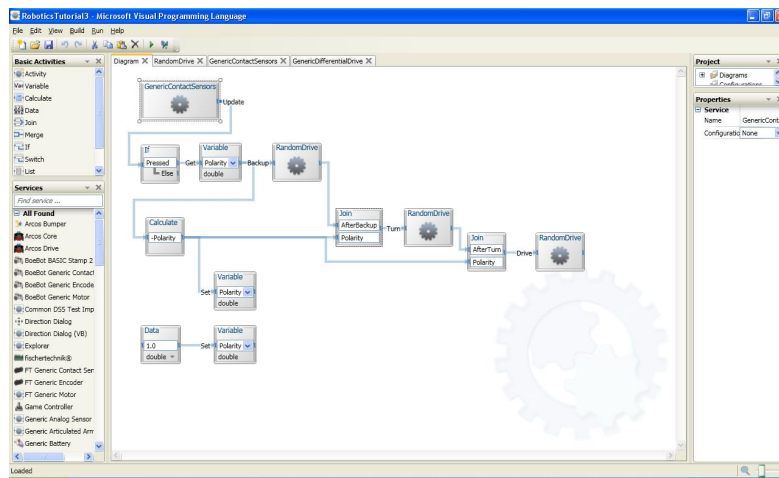 RoboticsTutorial3 - Microsoft Visual Programming Language
File Edit View Build Run Help
Basic Activities
Activity
Variable
Calculate
Data
Join
Merge
If
Switch
List
Services
Find service ...
All Found
Arcos Bumper
Arcos Core
Arcos Drive
BoeBot BASIC Stamp 2
BoeBot Generic Contact
BoeBot Generic Encode
BoeBot Generic Motor
Common DSS Test Imp
Direction Dialog
Direction Dialog (VB)
Explorer
fischertechnik®
FT Generic Contact Sen
FT Generic Encoder
FT Generic Motor
Game Controller
Generic Analog Sensor
Generic Articulated Arm
Generic Battery
Diagram RandomDrive GenericContactSensors GenericDifferentialDrive
GenericContactSensors
Update
If
Pressed
Else
Get
Variable
Polarity
double
Backup
RandomDrive
Calculate
-Polarity
Join
AfterBackup
Polarity
Turn
RandomDrive
Join
AfterTurn
Polarity
Drive
RandomDrive
Set
Variable
Polarity
double
Data
1.0
double
Set
Variable
Polarity
double
Project
Diagrams
Configurations
Properties
Service
Name GenericCont
Configuratio None
Loaded